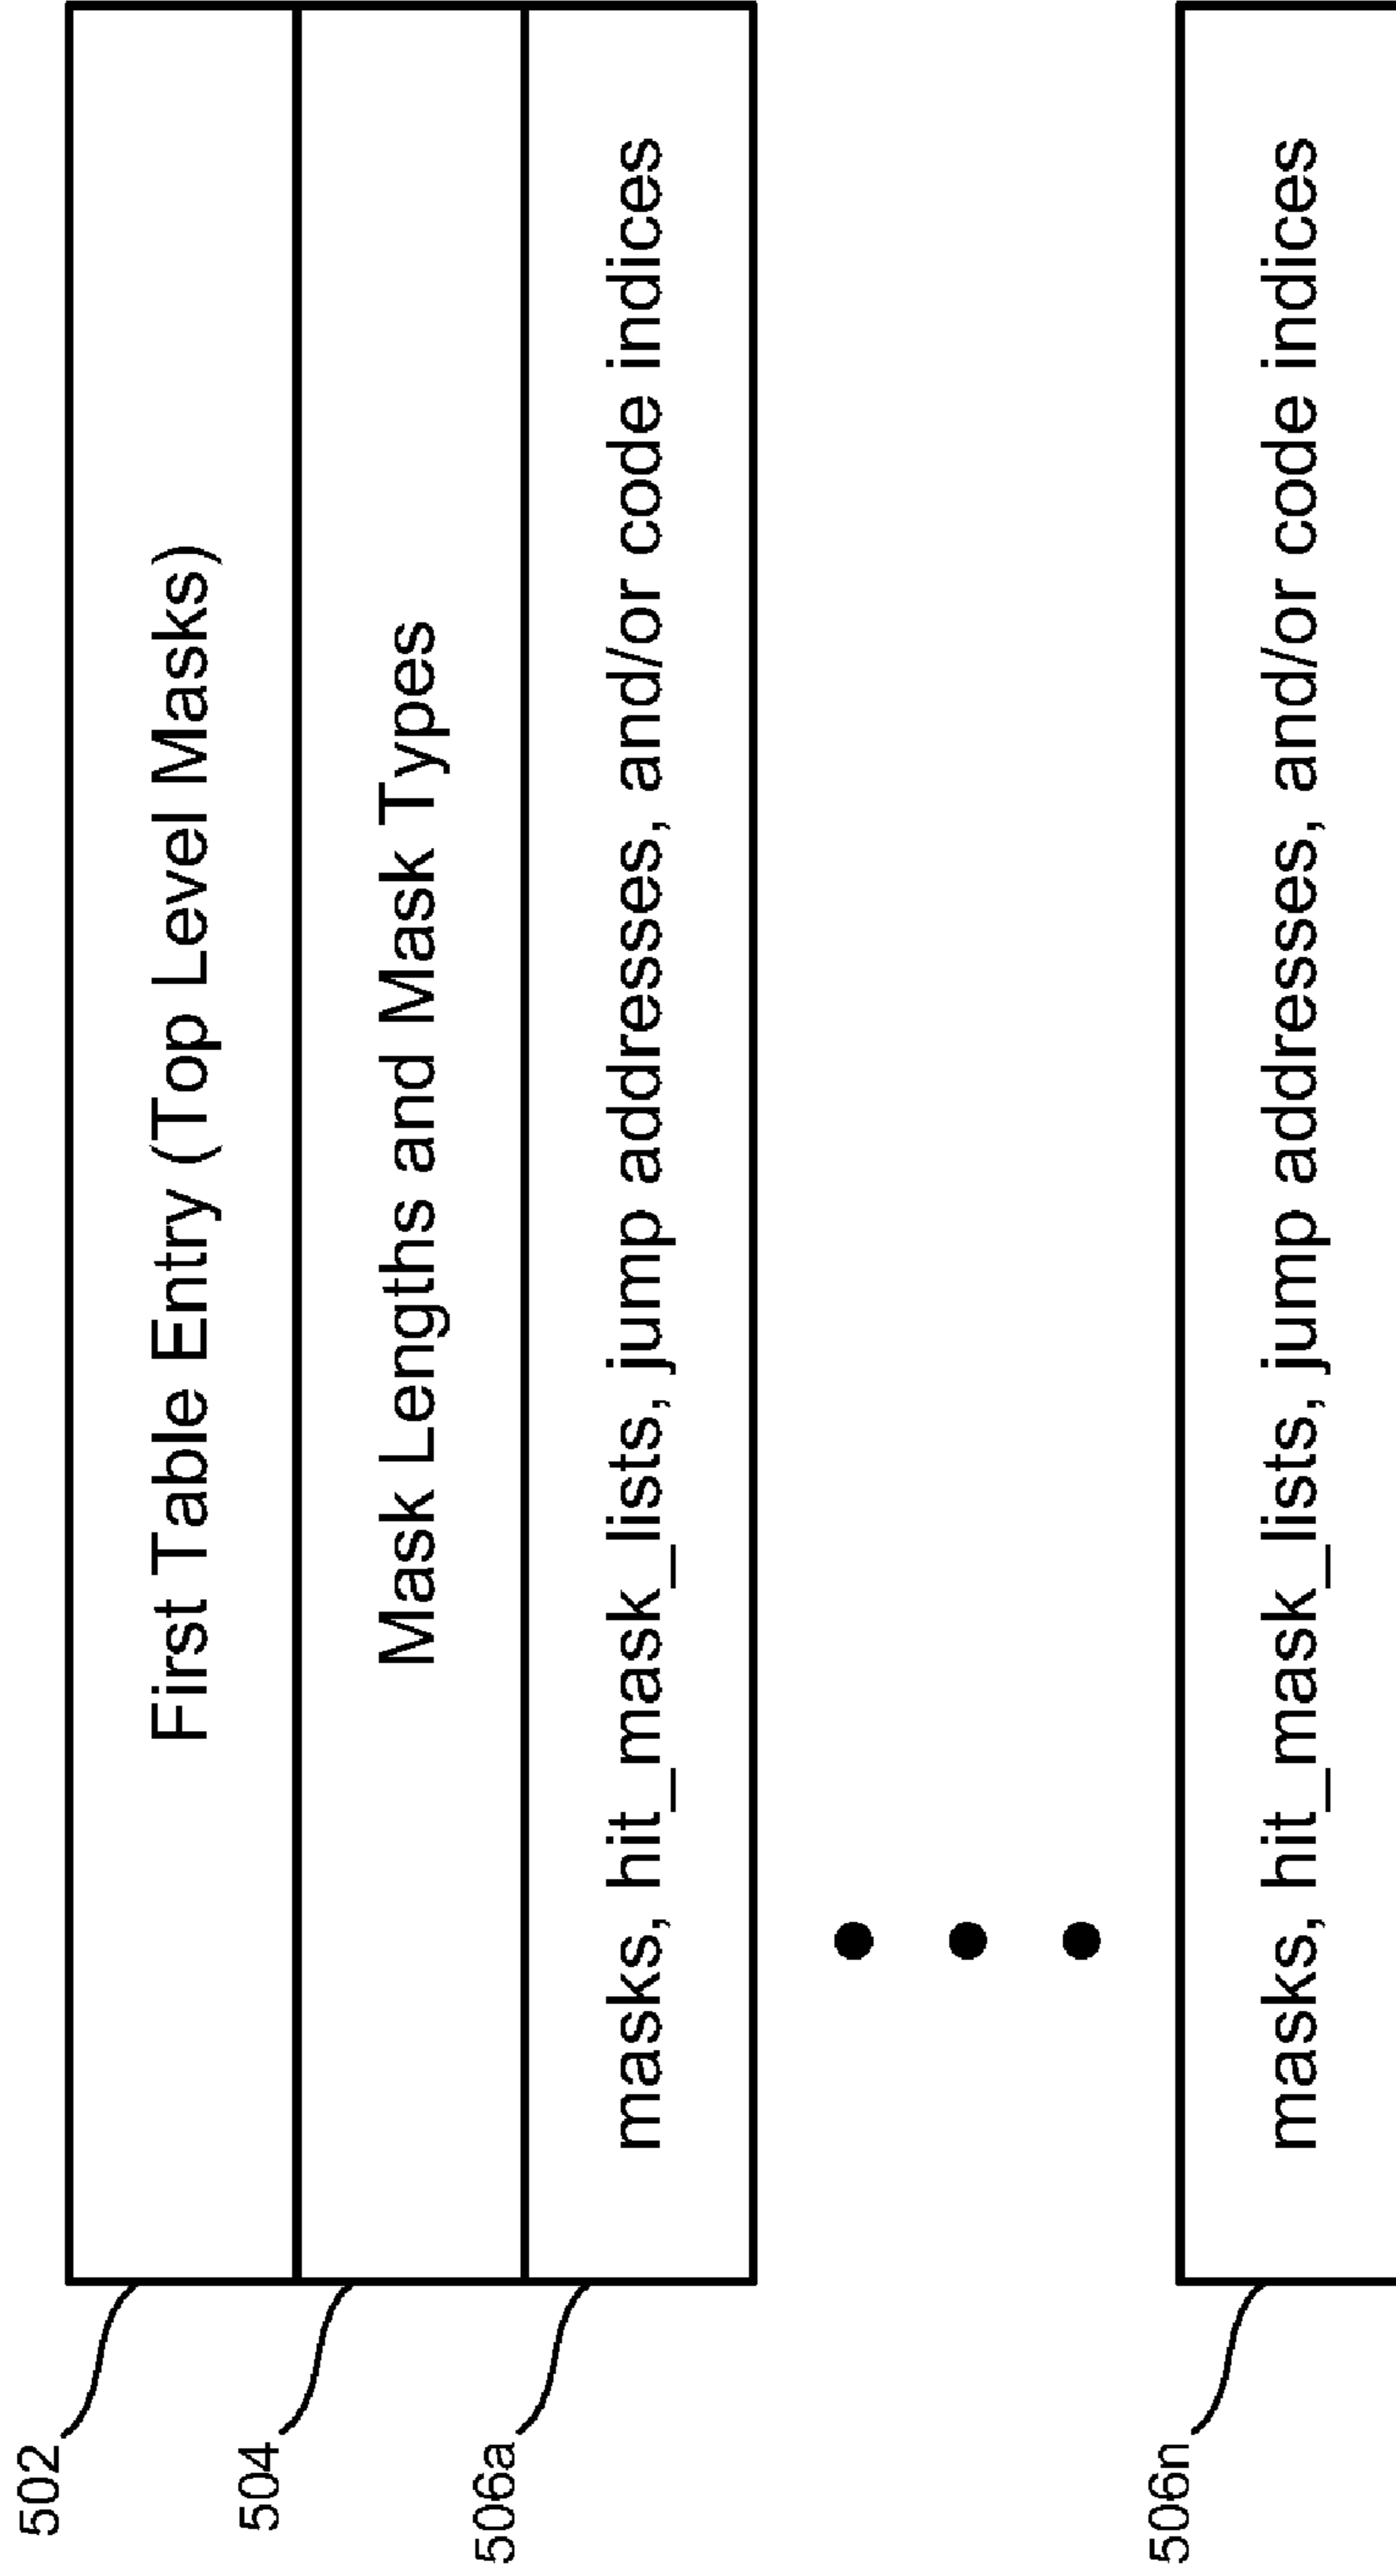 502
First Table Entry (Top Level Masks)
504
Mask Lengths and Mask Types
506a
masks, hit_mask_lists, jump addresses, and/or code indices
506n
masks, hit_mask_lists, jump addresses, and/or code indices